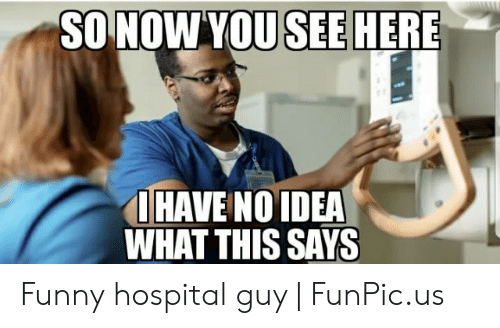 SO NOW YOU SEE HERE
I HAVE NO IDEA
WHAT THIS SAYS
Funny hospital guy | FunPic.us